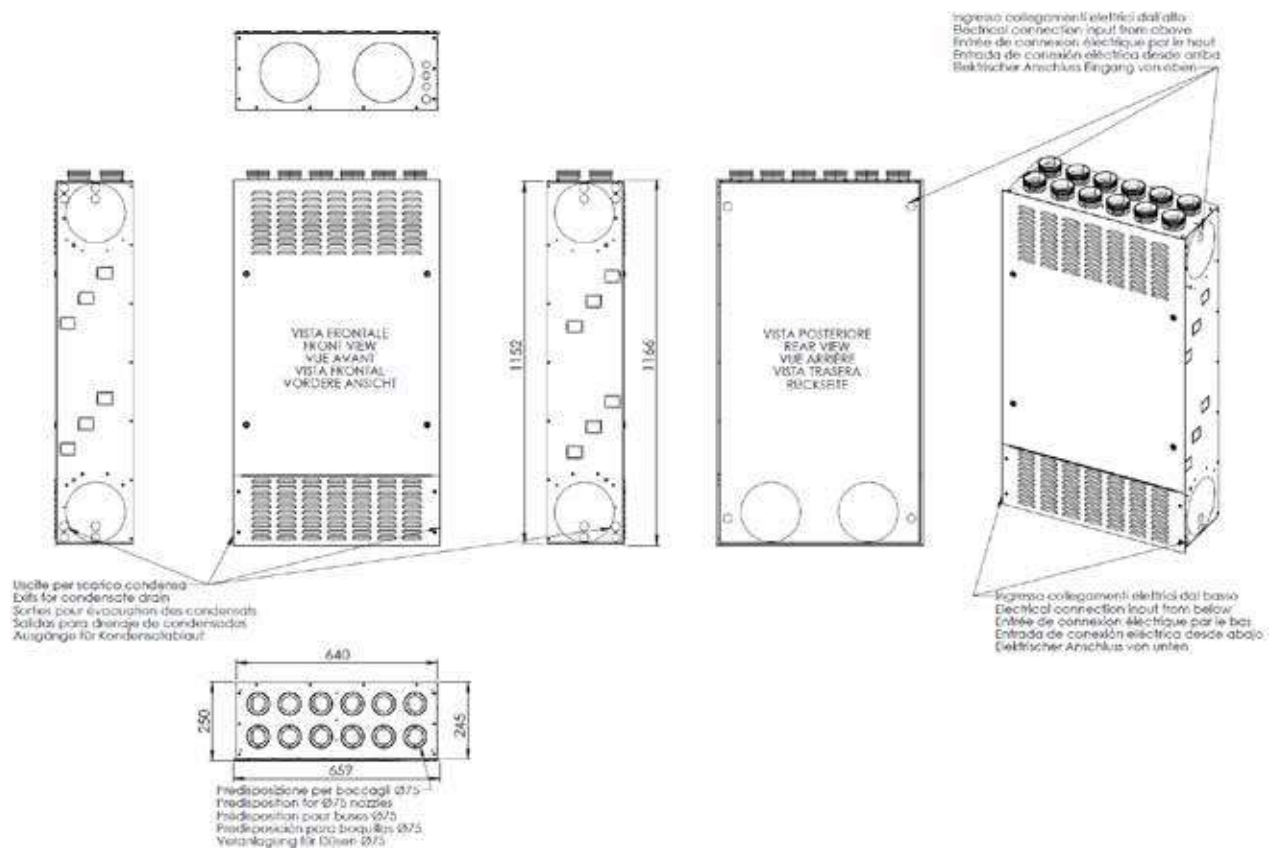 Ingresso collegamenti elettrici dall'alto
Electrical connection input from above
Entrée de connexion électrique par le haut
Entrada de conexión eléctrica desde arriba
Elektrischer Anschluss Eingang von oben
VISTA FRONTALE
FRONT VIEW
VUE AVANT
VISTA FRONTAL
VORDERE ANSICHT
1152
1166
VISTA POSTERIORE
REAR VIEW
VUE ARRIÈRE
VISTA TRASERA
RÜCKSEITE
Uscite per scarico condensa
Exits for condensate drain
Sorties pour évacuation des condensats
Salidas para drenaje de condensados
Ausgänge für Kondensatablaut
Ingresso collegamenti elettrici dal basso
Electrical connection input from below
Entrée de connexion électrique par le bas
Entrada de conexión eléctrica desde abajo
Elektrischer Anschluss von unten
640
250
245
659
Predisposizione per boccagli Ø75
Predisposition for Ø75 nozzles
Prédisposition pour buses Ø75
Predisposición para boquillas Ø75
Veranlagung für Düsen Ø75